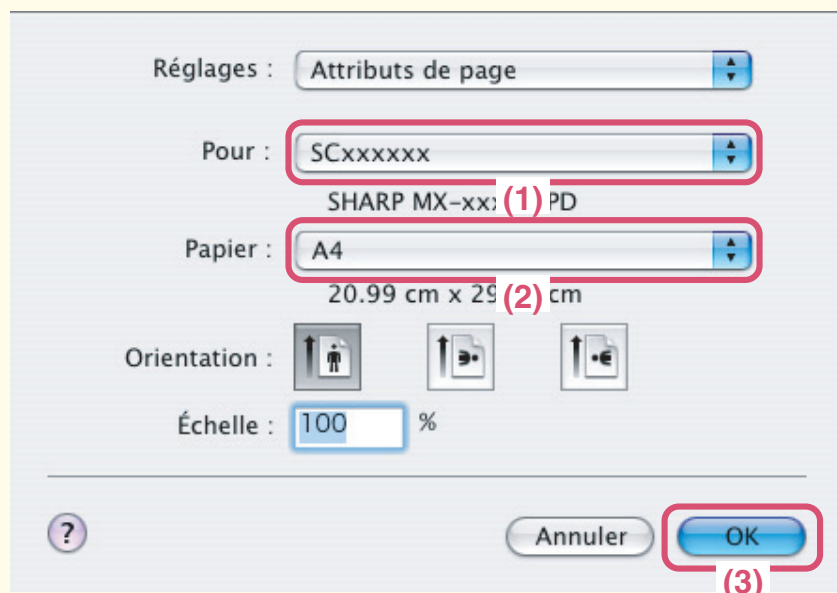 Réglages : Attributs de page
Pour : SCxxxxxx
SHARP MX-xxx (1) PD
Papier : A4
20.99 cm x 29 (2) cm
Orientation :
Échelle : 100 %
? Annuler OK
(3)